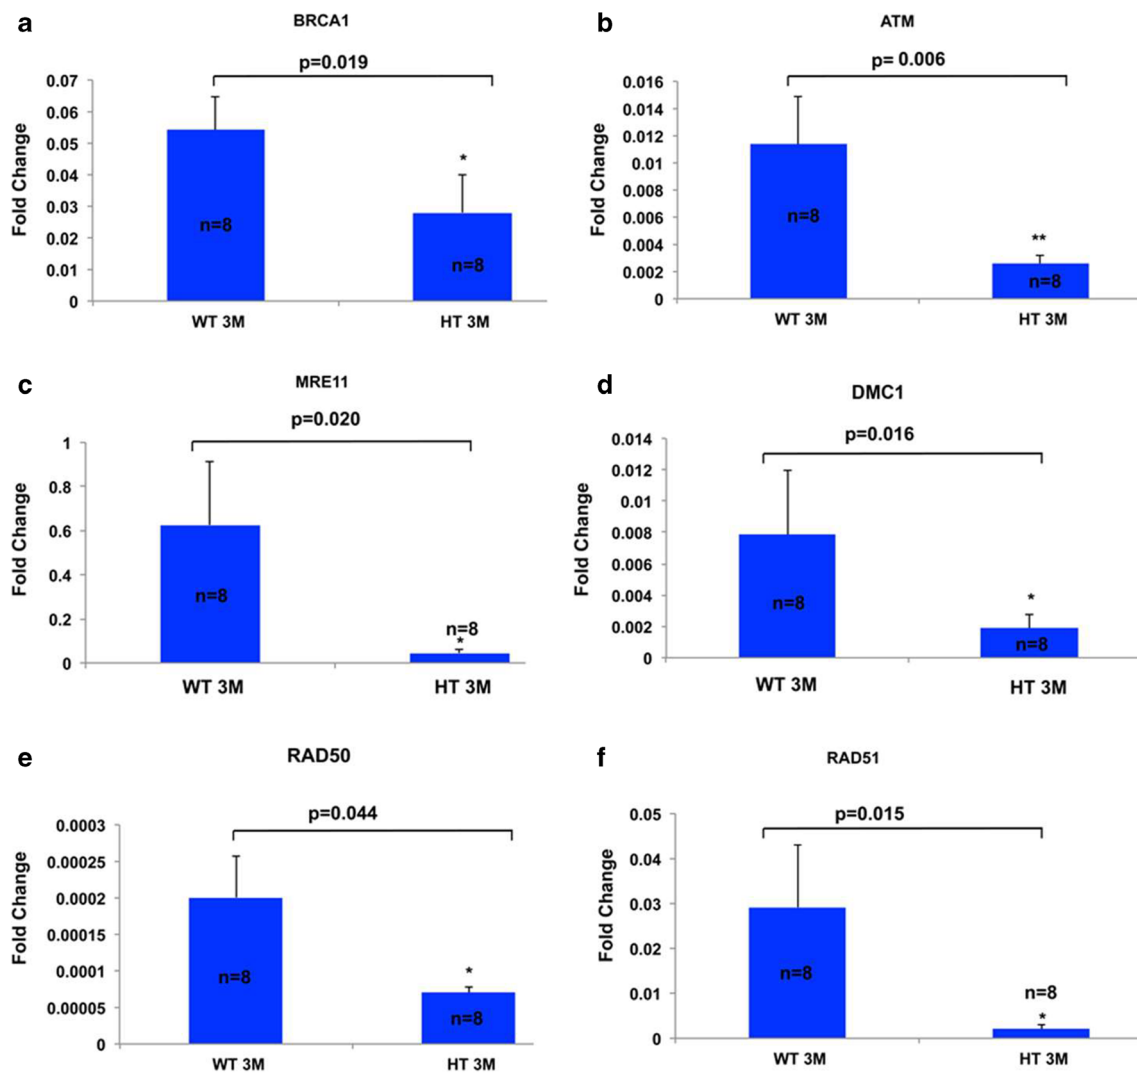 a
BRCA1
p=0.019
Fold Change
0.07
0.06
0.05
0.04
0.03
0.02
0.01
0
*
n=8
n=8
WT 3M
HT 3M
b
ATM
p= 0.006
Fold Change
0.016
0.014
0.012
0.010
0.008
0.006
0.004
0.002
0
**
n=8
n=8
WT 3M
HT 3M
c
MRE11
p=0.020
Fold Change
1
0.8
0.6
0.4
0.2
0
n=8
n=8
*
WT 3M
HT 3M
d
DMC1
p=0.016
Fold Change
0.014
0.012
0.01
0.008
0.006
0.004
0.002
0
*
n=8
n=8
WT 3M
HT 3M
e
RAD50
p=0.044
Fold Change
0.0003
0.00025
0.0002
0.00015
0.0001
0.00005
0
*
n=8
n=8
WT 3M
HT 3M
f
RAD51
p=0.015
Fold Change
0.05
0.04
0.03
0.02
0.01
0
n=8
n=8
*
WT 3M
HT 3M